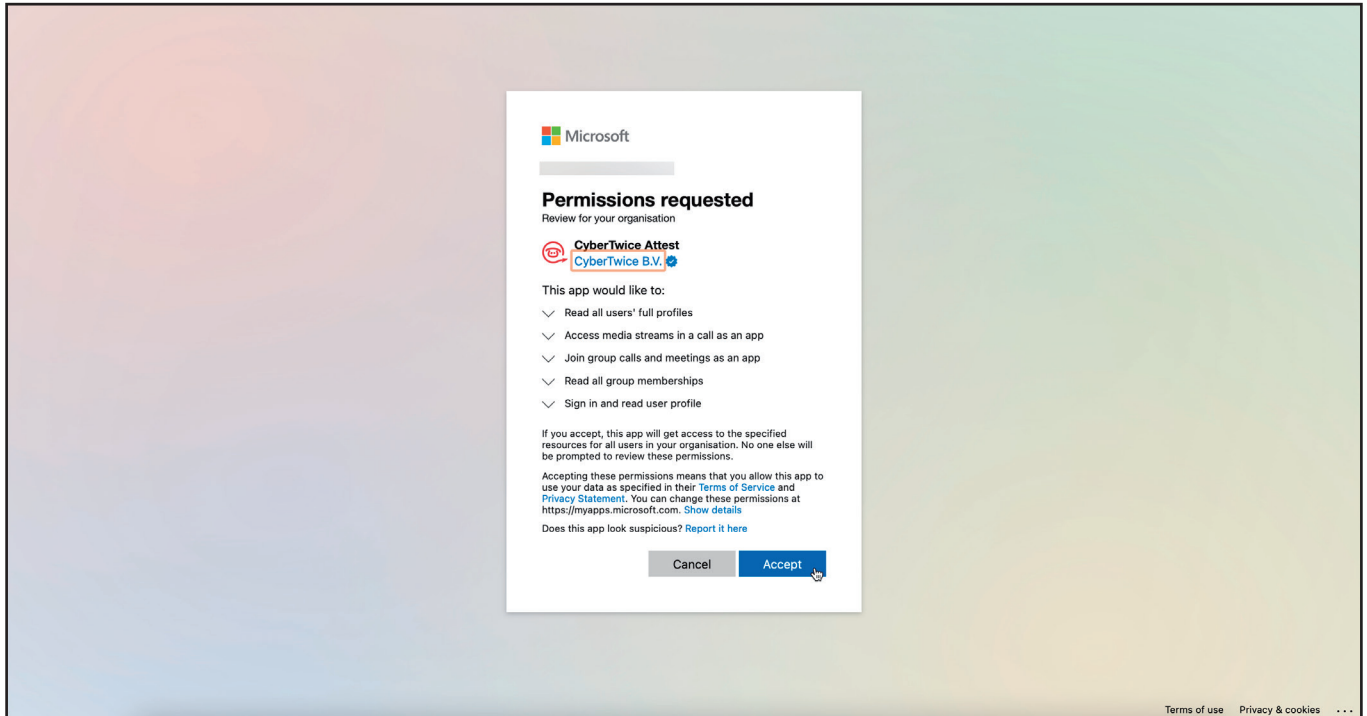 Microsoft
Permissions requested
Review for your organisation
CyberTwice Attest
CyberTwice B.V.
This app would like to:
Read all users' full profiles
Access media streams in a call as an app
Join group calls and meetings as an app
Read all group memberships
Sign in and read user profile
If you accept, this app will get access to the specified
resources for all users in your organisation. No one else will
be prompted to review these permissions.
Accepting these permissions means that you allow this app to
use your data as specified in their Terms of Service and
Privacy Statement. You can change these permissions at
https://myapps.microsoft.com. Show details
Does this app look suspicious? Report it here
Cancel Accept
Terms of use Privacy & cookies ...